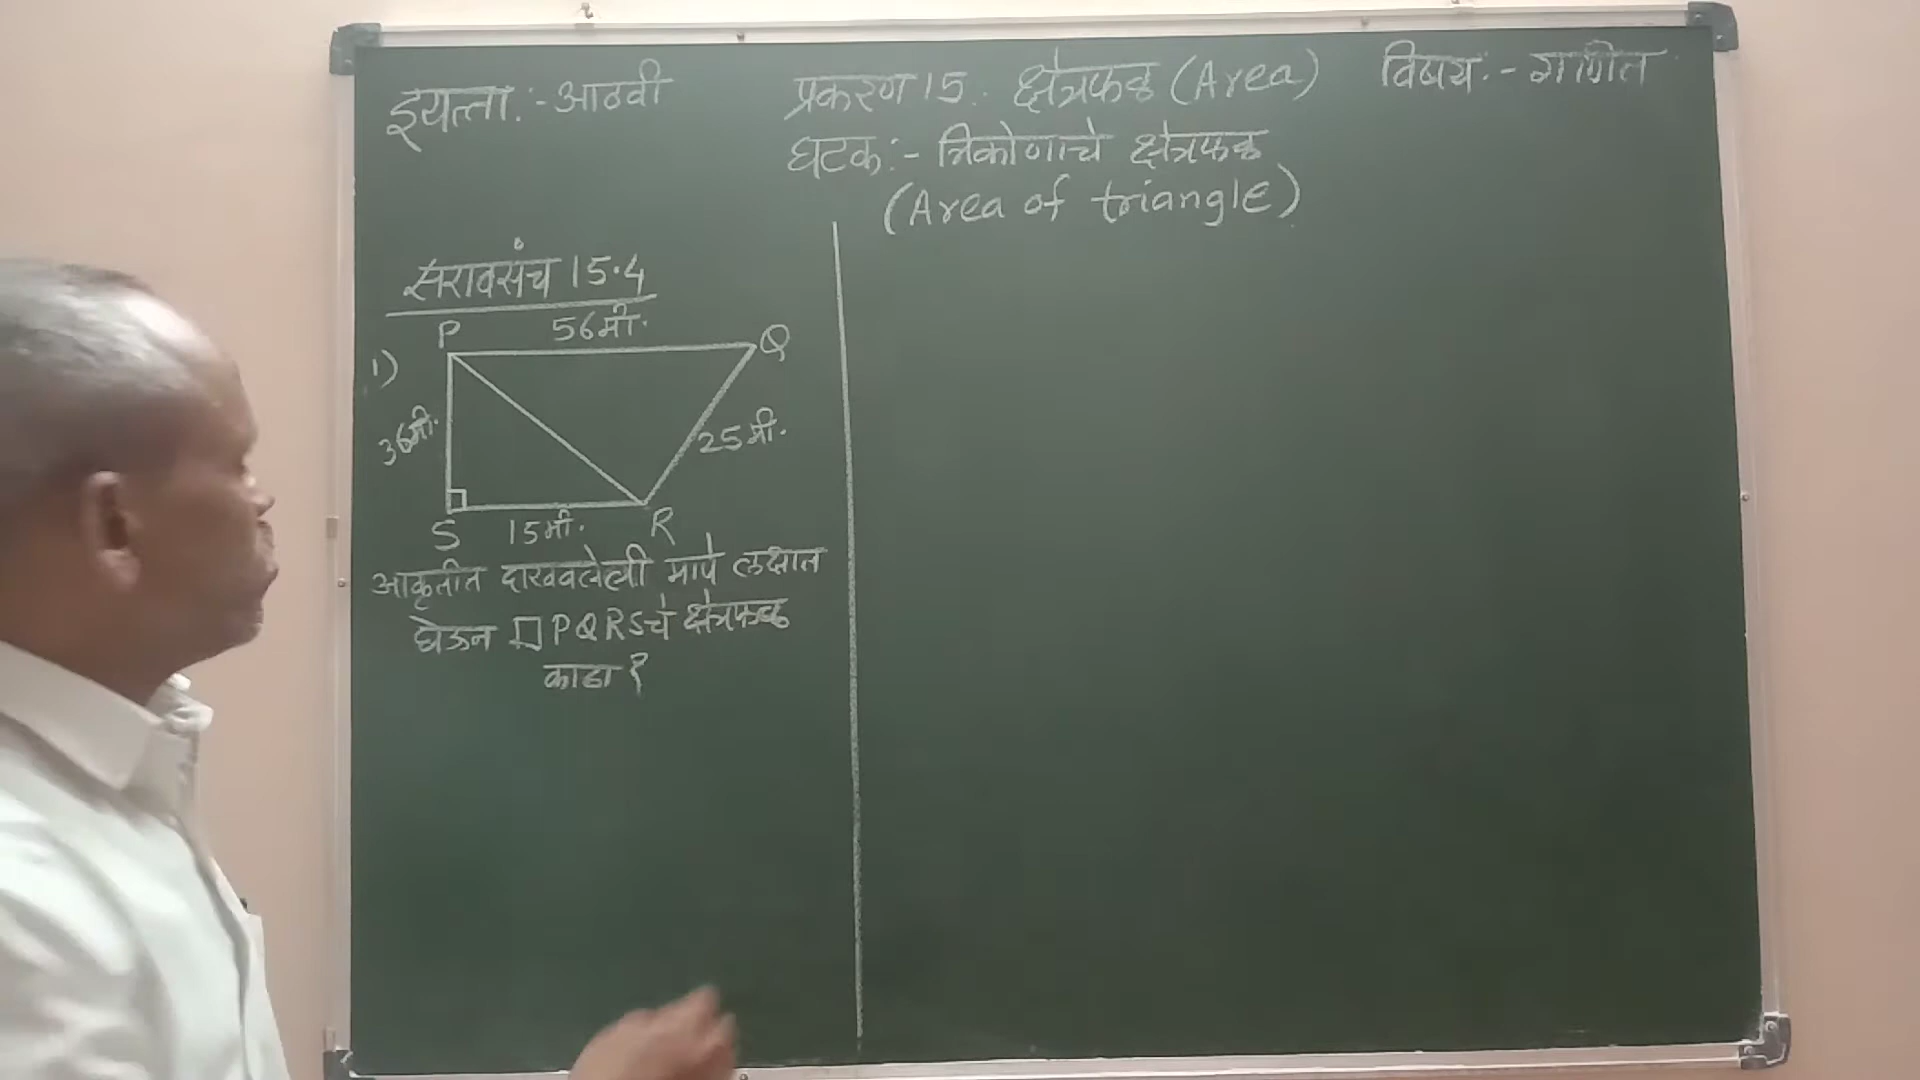 इयत्ता :- आठवी
प्रकरण 15. क्षेत्रफळ (Area)
विषय :- गणित
घटक :- त्रिकोणाचे क्षेत्रफळ
(Area of triangle)
सरावसंच 15.4
1)
P
56मी.
Q
36मी.
25मी.
S
15मी.
R
आकृतीत दाखवलेली मापे लक्षात
घेऊन □PQRSचे क्षेत्रफळ
काढा ?